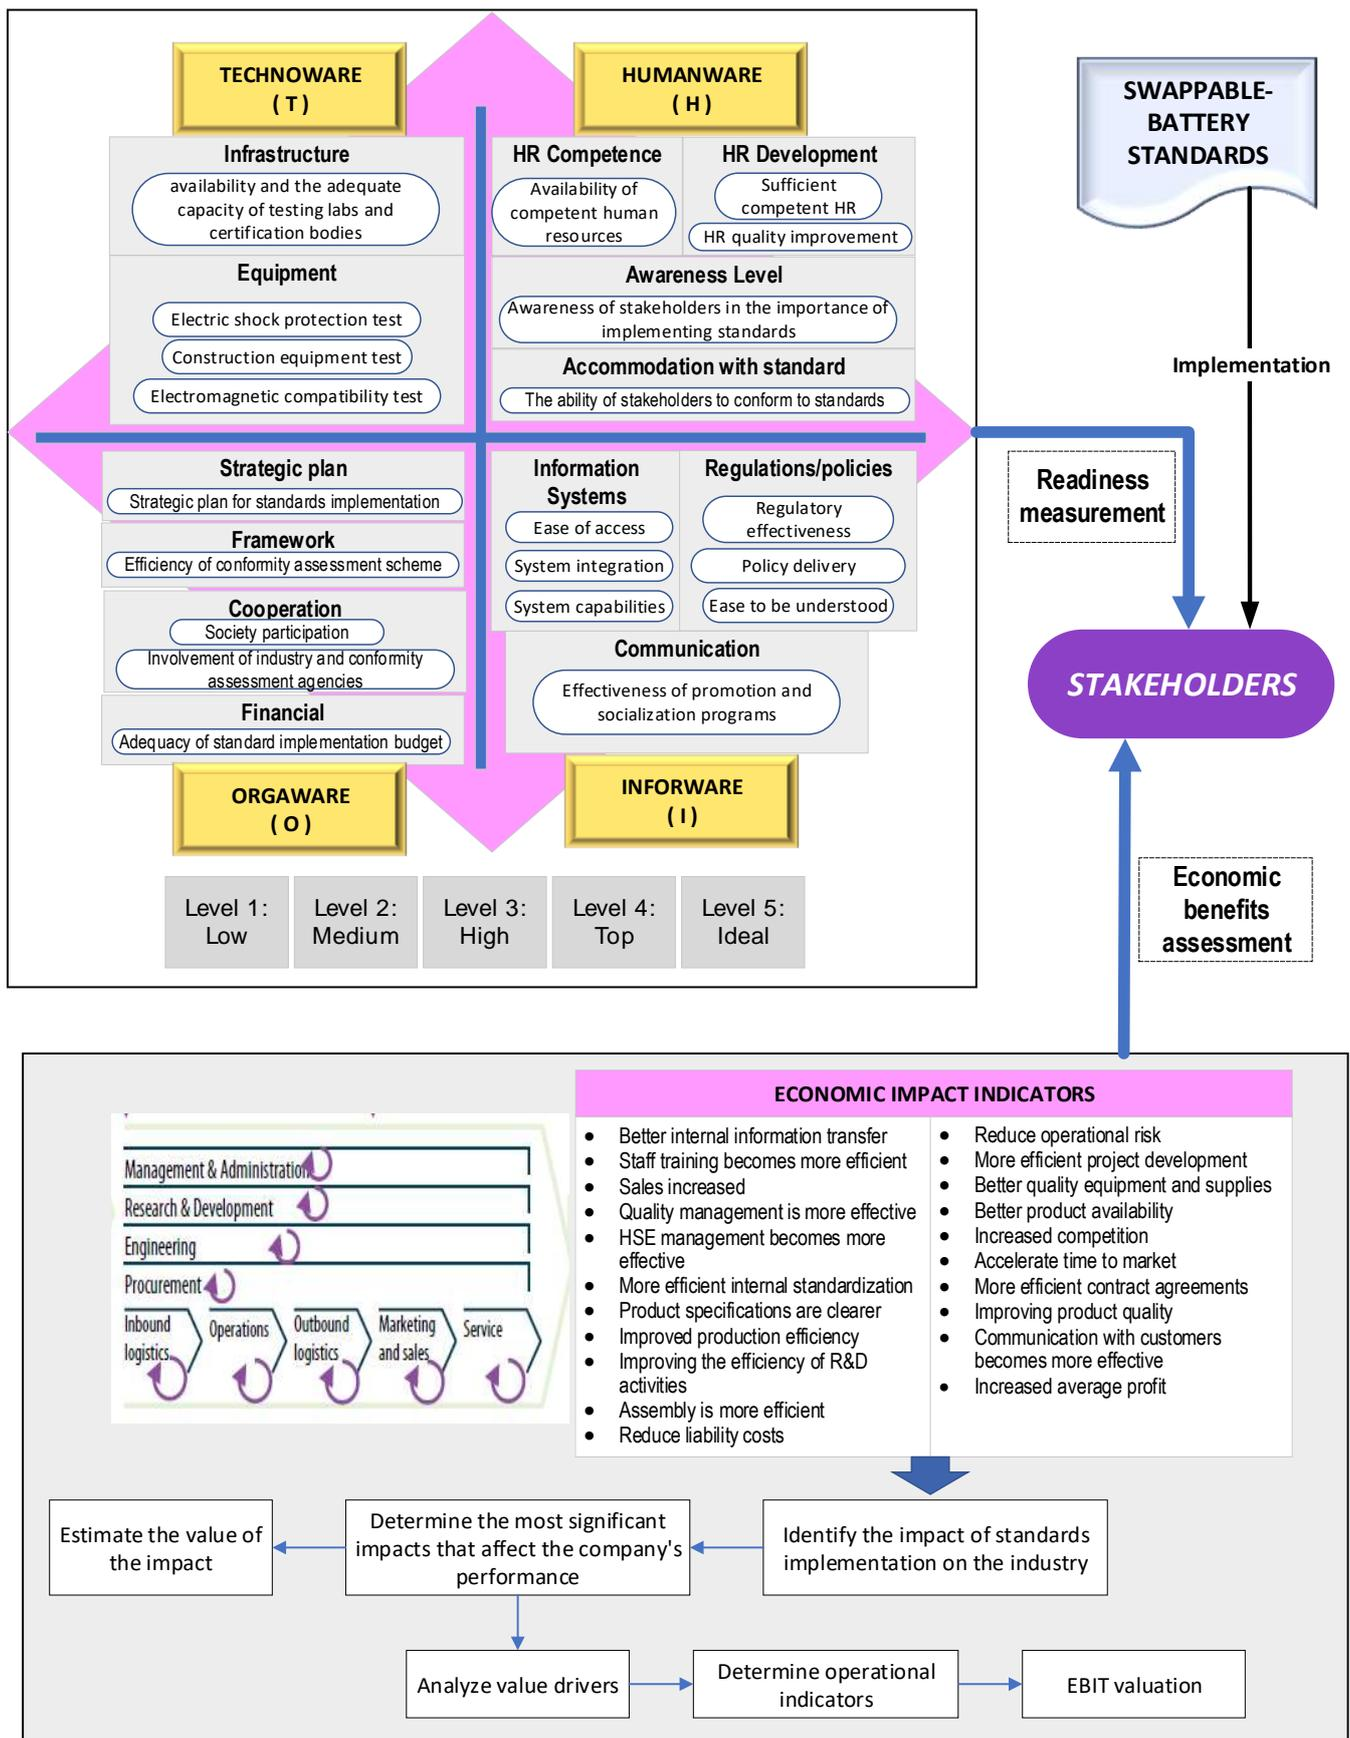 TECHNOWARE
( T )
Infrastructure
availability and the adequate
capacity of testing labs and
certification bodies
Equipment
Electric shock protection test
Construction equipment test
Electromagnetic compatibility test
HUMANWARE
( H )
HR Competence
Availability of
competent human
resources
HR Development
Sufficient
competent HR
HR quality improvement
Awareness Level
Awareness of stakeholders in the importance of
implementing standards
Accommodation with standard
The ability of stakeholders to conform to standards
Strategic plan
Strategic plan for standards implementation
Framework
Efficiency of conformity assessment scheme
Cooperation
Society participation
Involvement of industry and conformity
assessment agencies
Financial
Adequacy of standard implementation budget
ORGAWARE
( O )
Information
Systems
Ease of access
System integration
System capabilities
Regulations/policies
Regulatory
effectiveness
Policy delivery
Ease to be understood
Communication
Effectiveness of promotion and
socialization programs
INFORWARE
( I )
Level 1:
Low
Level 2:
Medium
Level 3:
High
Level 4:
Top
Level 5:
Ideal
SWAPPABLE-
BATTERY
STANDARDS
Implementation
Readiness
measurement
STAKEHOLDERS
Economic
benefits
assessment
Management & Administration
Research & Development
Engineering
Procurement
Inbound
logistics
Operations
Outbound
logistics
Marketing
and sales
Service
ECONOMIC IMPACT INDICATORS
• Better internal information transfer
• Staff training becomes more efficient
• Sales increased
• Quality management is more effective
• HSE management becomes more
effective
• More efficient internal standardization
• Product specifications are clearer
• Improved production efficiency
• Improving the efficiency of R&D
activities
• Assembly is more efficient
• Reduce liability costs
• Reduce operational risk
• More efficient project development
• Better quality equipment and supplies
• Better product availability
• Increased competition
• Accelerate time to market
• More efficient contract agreements
• Improving product quality
• Communication with customers
becomes more effective
• Increased average profit
Estimate the value of
the impact
Determine the most significant
impacts that affect the company's
performance
Identify the impact of standards
implementation on the industry
Analyze value drivers
Determine operational
indicators
EBIT valuation